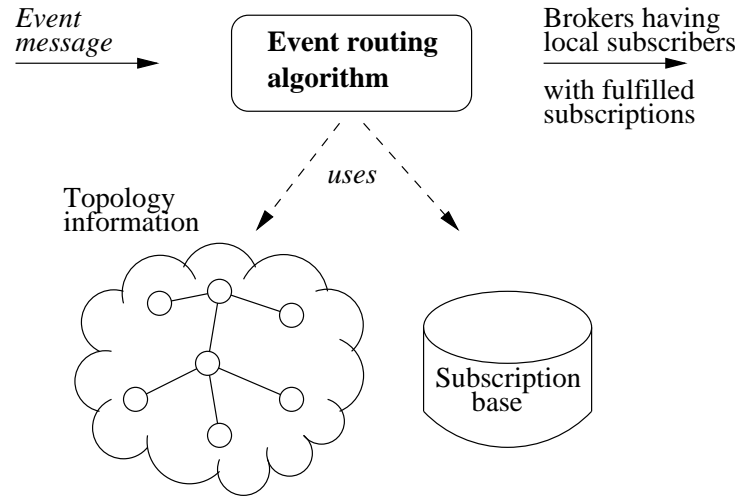 Event
message
Event routing
algorithm
Brokers having
local subscribers
with fulfilled
subscriptions
uses
Topology
information
Subscription
base